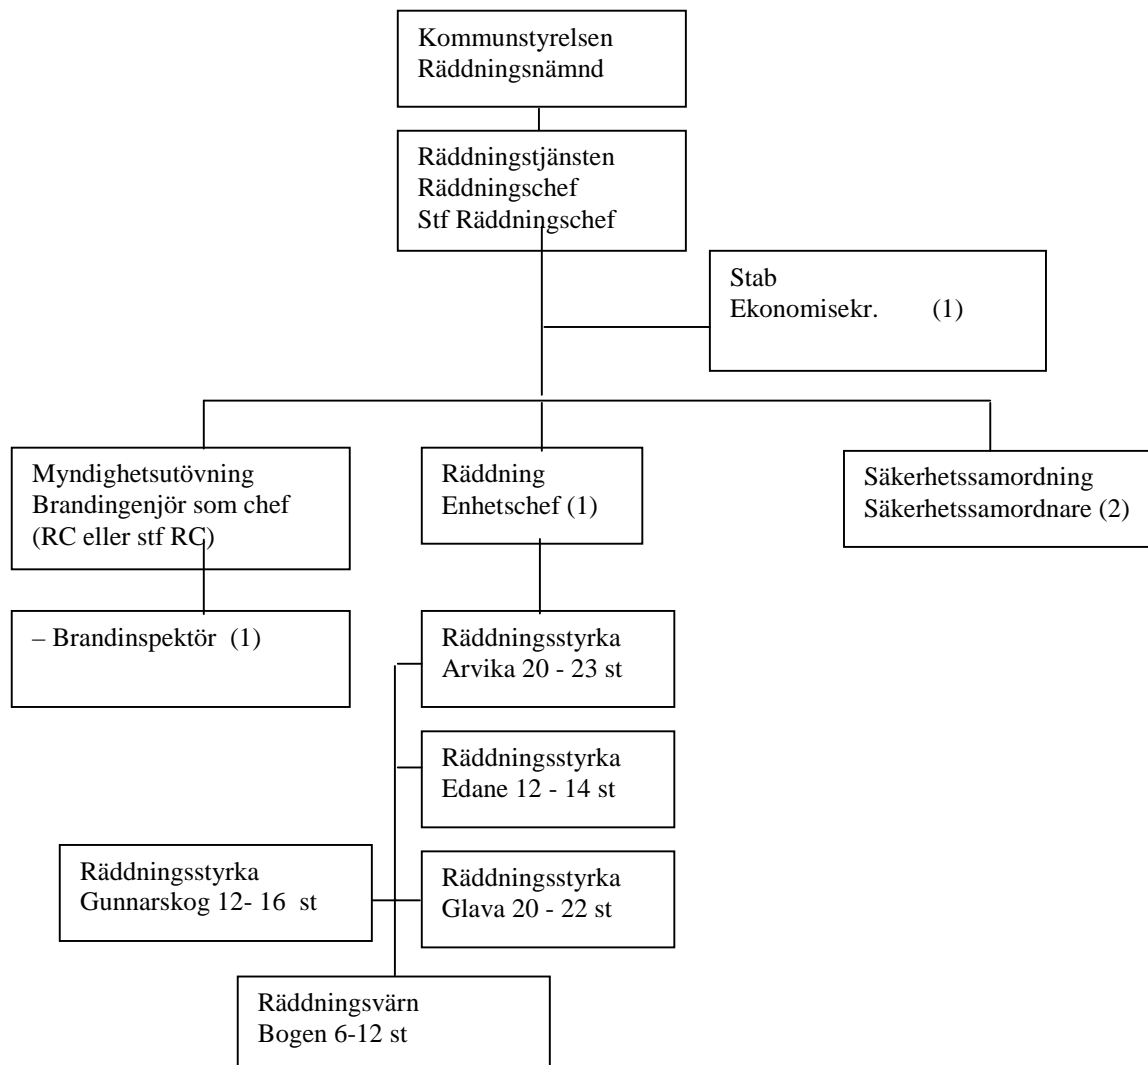 Kommunstyrelsen
Räddningsnämnd
Räddningstjänsten
Räddningschef
Stf Räddningschef
Stab
Ekonomisekr. (1)
Myndighetsutövning
Brandingenjör som chef
(RC eller stf RC)
Räddning
Enhetschef (1)
Säkerhetssamordning
Säkerhetssamordnare (2)
– Brandinspektör (1)
Räddningsstyrka
Arvika 20 - 23 st
Räddningsstyrka
Edane 12 - 14 st
Räddningsstyrka
Gunnarskog 12- 16 st
Räddningsstyrka
Glava 20 - 22 st
Räddningsvärn
Bogen 6-12 st